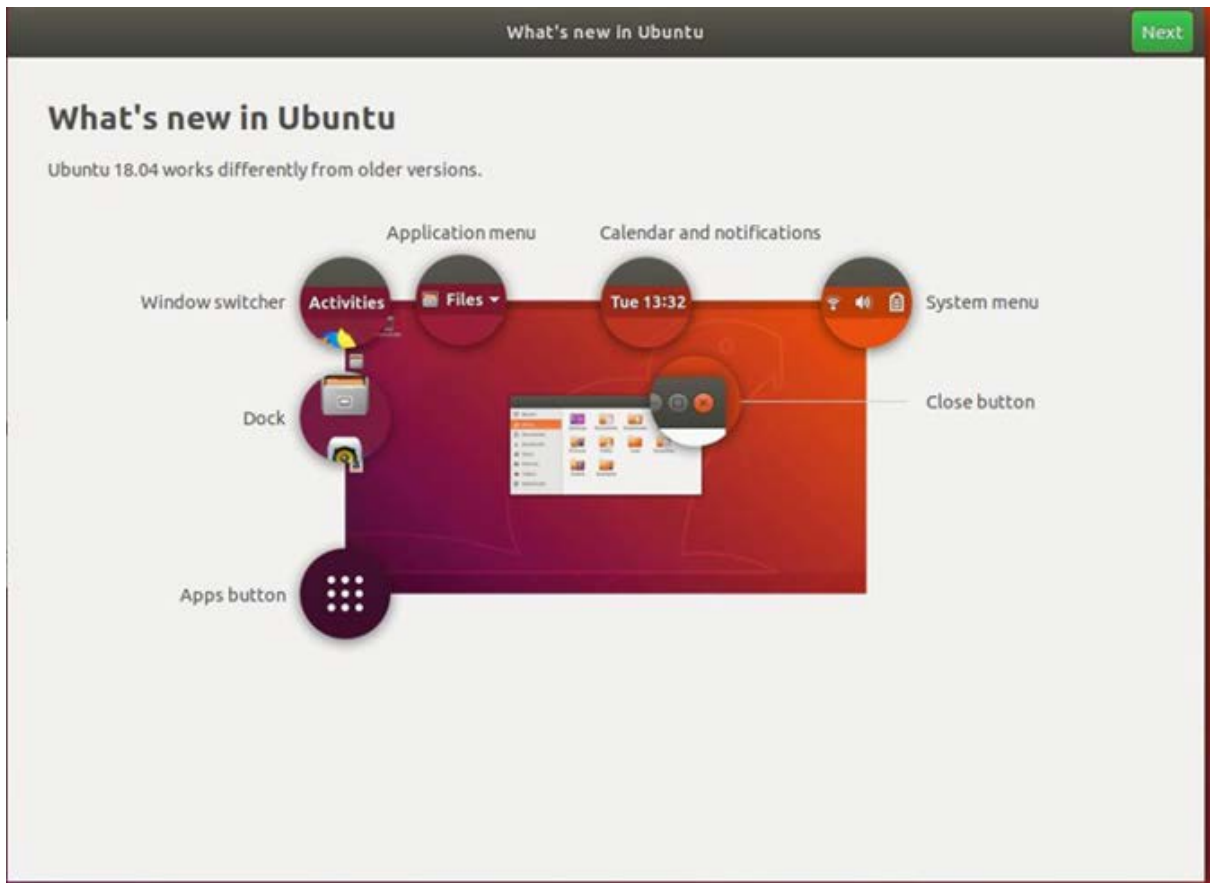 What's new in Ubuntu
Next
What's new in Ubuntu
Ubuntu 18.04 works differently from older versions.
Application menu
Calendar and notifications
Window switcher
Activities
Files
Tue 13:32
System menu
Close button
Dock
Apps button